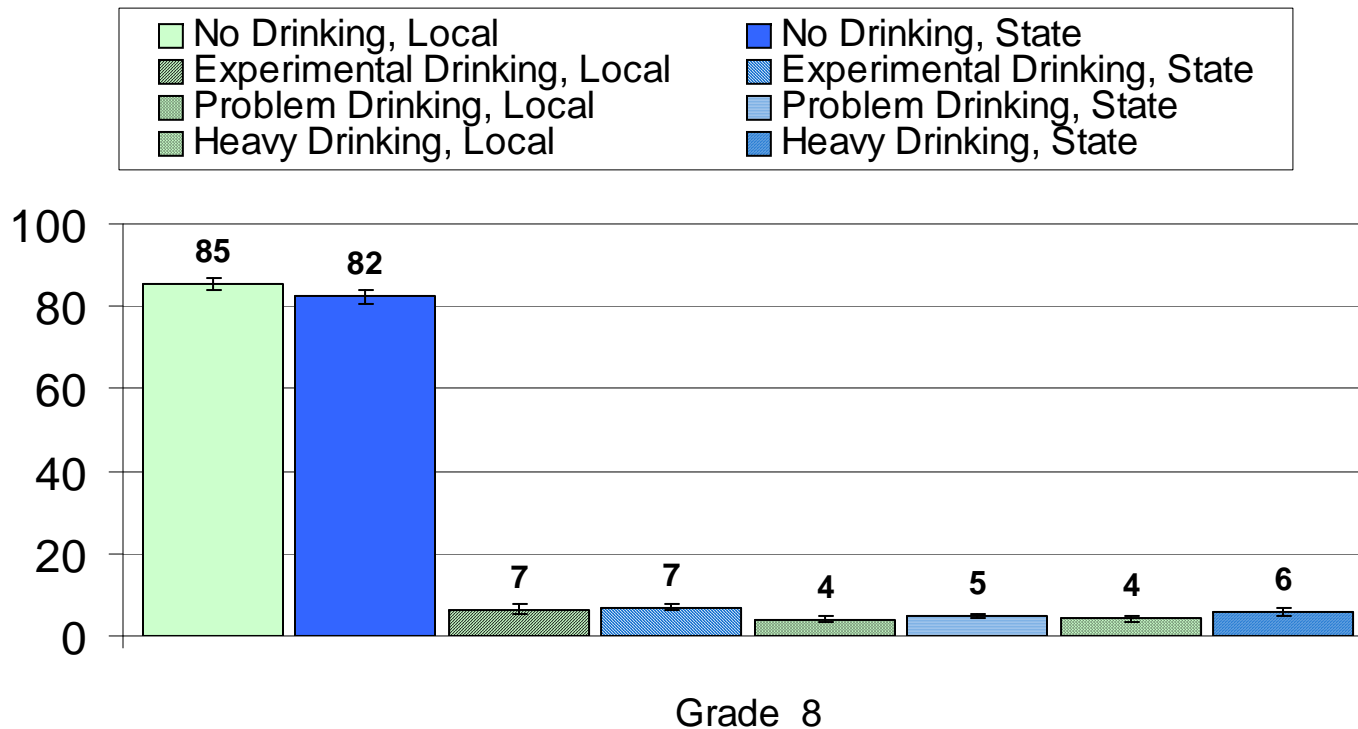 No Drinking, Local No Drinking, State
Experimental Drinking, Local Experimental Drinking, State
Problem Drinking, Local Problem Drinking, State
Heavy Drinking, Local Heavy Drinking, State
100
85
82
80
60
40
20
7 7 4 5 4 6
0
Grade 8